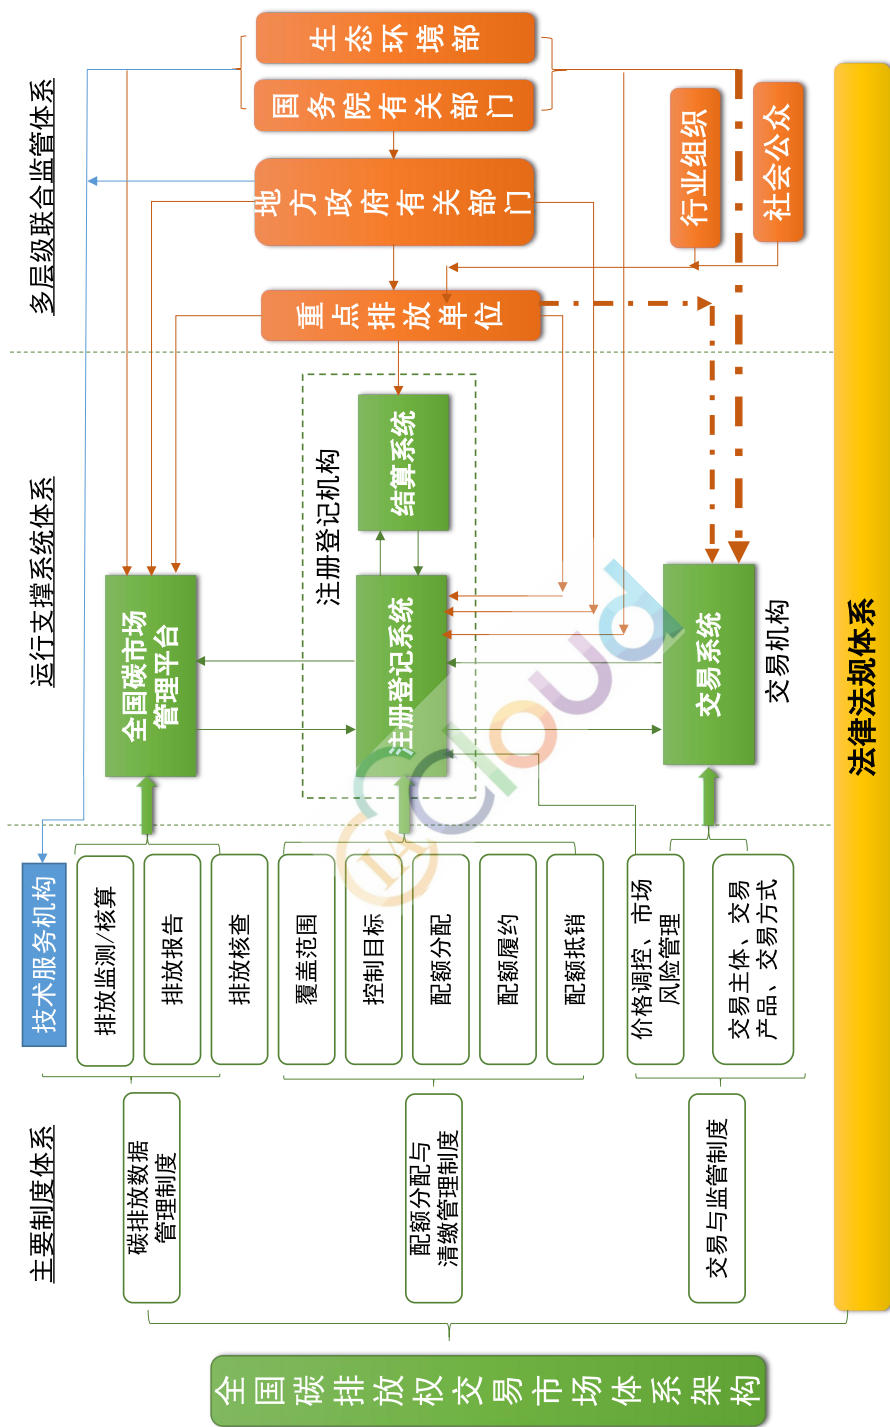 全国碳排放权交易市场体系架构
主要制度体系
碳排放数据
管理制度
配额分配与
清缴管理制度
交易与监管制度
技术服务机构
排放监测/核算
排放报告
排放核查
覆盖范围
控制目标
配额分配
配额履约
配额抵销
价格调控、市场
风险管理
交易主体、交易
产品、交易方式
运行支撑系统体系
全国碳市场
管理平台
注册登记机构
注册登记系统
结算系统
交易系统
交易机构
多层级联合监管体系
生态环境部
国务院有关部门
地方政府有关部门
重点排放单位
行业组织
社会公众
法律法规体系
IA
Cloud